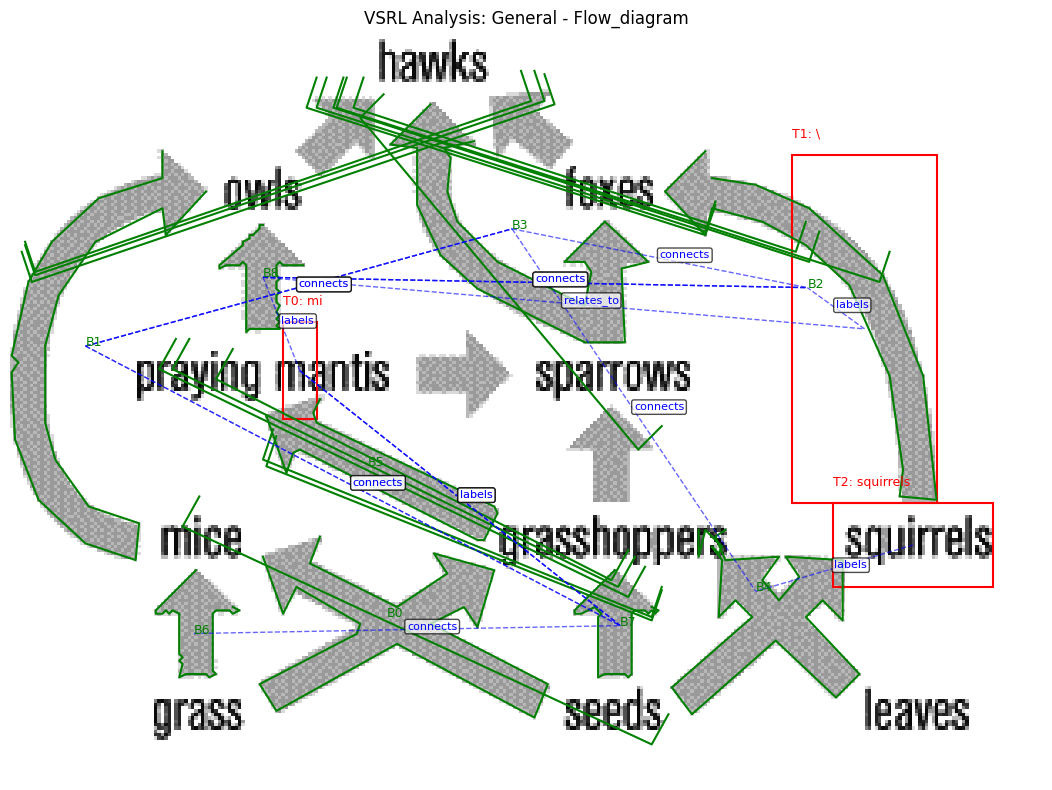 VSRL Analysis: General - Flow_diagram
hawks
T1: \
owls
foxes
B3
connects
B8
connects
connects
B2
T0: mi
relates_to
labels
labels
B1
praying mantis
sparrows
connects
B5
connects
labels
T2: squirrels
mice
grasshoppers
squirrels
labels
B4
B0
B6
connects
B7
grass
seeds
leaves